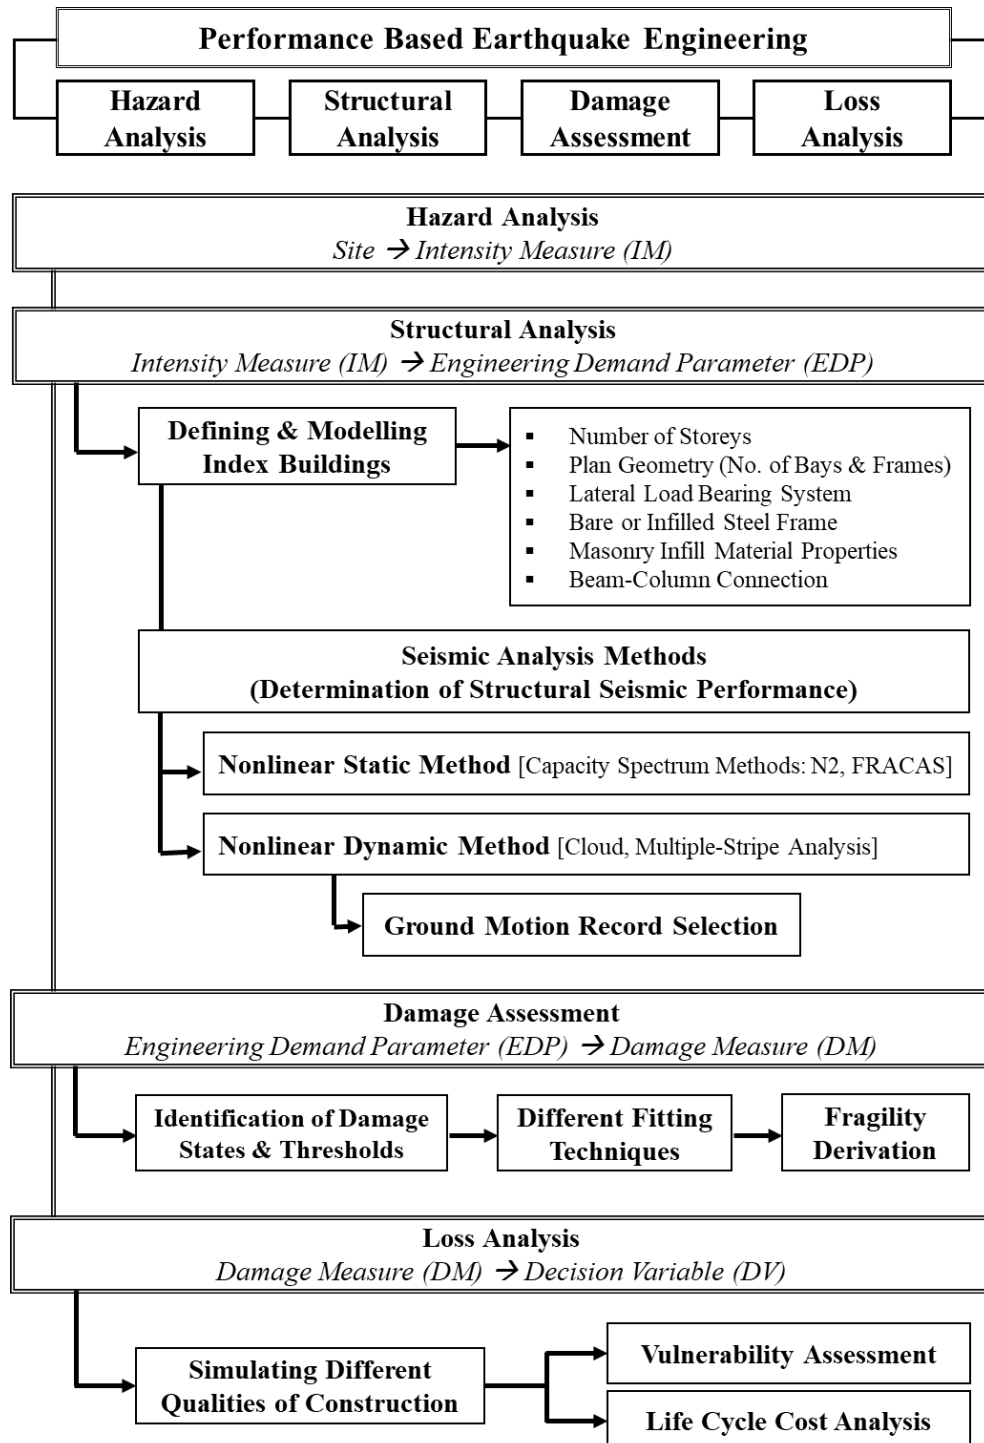 Performance Based Earthquake Engineering
Hazard Analysis
Structural Analysis
Damage Assessment
Loss Analysis
Hazard Analysis
Site → Intensity Measure (IM)
Structural Analysis
Intensity Measure (IM) → Engineering Demand Parameter (EDP)
Defining & Modelling
Index Buildings
▪ Number of Storeys
▪ Plan Geometry (No. of Bays & Frames)
▪ Lateral Load Bearing System
▪ Bare or Infilled Steel Frame
▪ Masonry Infill Material Properties
▪ Beam-Column Connection
Seismic Analysis Methods
(Determination of Structural Seismic Performance)
Nonlinear Static Method [Capacity Spectrum Methods: N2, FRACAS]
Nonlinear Dynamic Method [Cloud, Multiple-Stripe Analysis]
Ground Motion Record Selection
Damage Assessment
Engineering Demand Parameter (EDP) → Damage Measure (DM)
Identification of Damage
States & Thresholds
Different Fitting
Techniques
Fragility
Derivation
Loss Analysis
Damage Measure (DM) → Decision Variable (DV)
Simulating Different
Qualities of Construction
Vulnerability Assessment
Life Cycle Cost Analysis